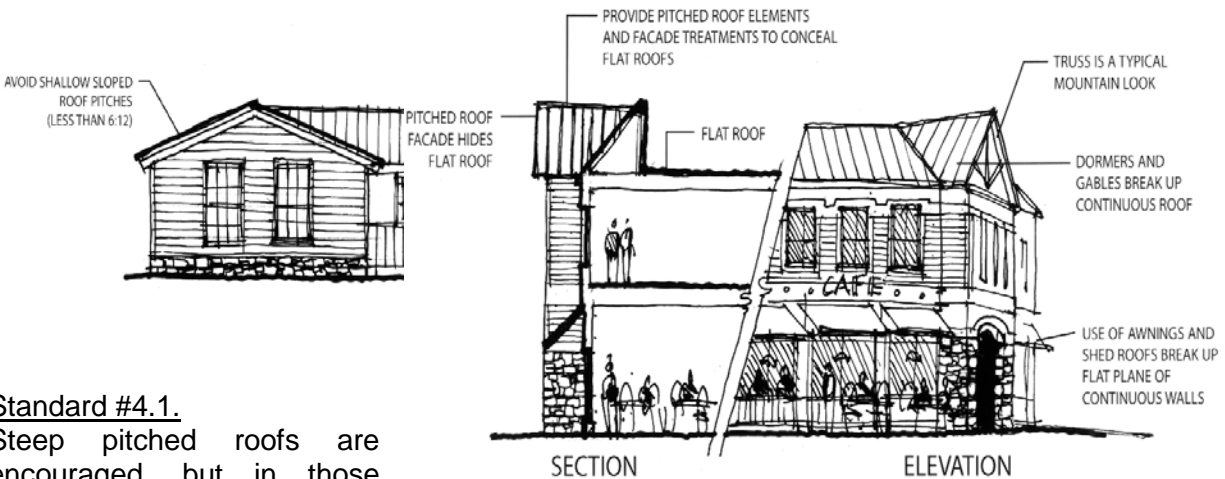 AVOID SHALLOW SLOPED
ROOF PITCHES
(LESS THAN 6:12)
PROVIDE PITCHED ROOF ELEMENTS
AND FACADE TREATMENTS TO CONCEAL
FLAT ROOFS
PITCHED ROOF
FACADE HIDES
FLAT ROOF
FLAT ROOF
TRUSS IS A TYPICAL
MOUNTAIN LOOK
DORMERS AND
GABLES BREAK UP
CONTINUOUS ROOF
CAFE
USE OF AWNINGS AND
SHED ROOFS BREAK UP
FLAT PLANE OF
CONTINUOUS WALLS
SECTION
ELEVATION
Standard #4.1.
Steep pitched roofs are
encouraged, but in those